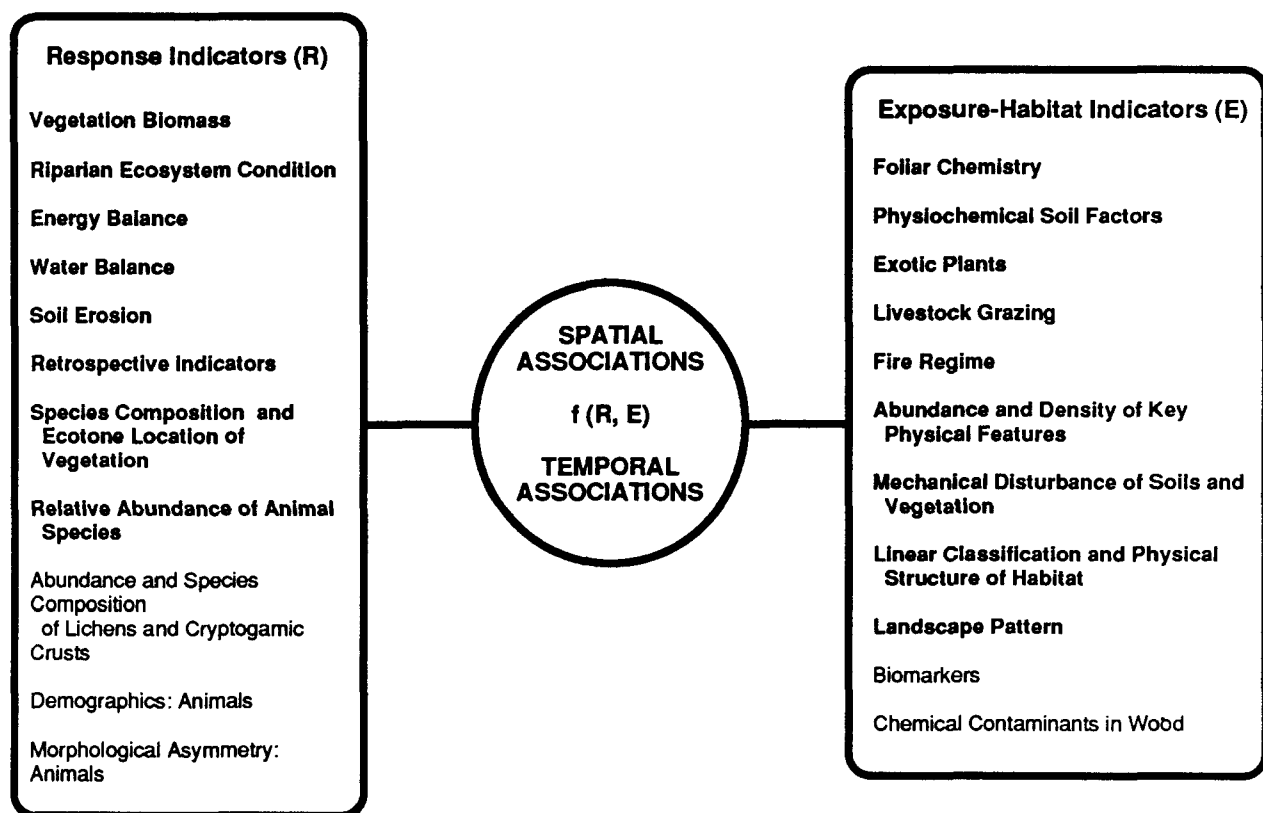 Response Indicators (R)
Vegetation Biomass
Riparian Ecosystem Condition
Energy Balance
Water Balance
Soil Erosion
Retrospective Indicators
Species Composition and
Ecotone Location of
Vegetation
Relative Abundance of Animal
Species
Abundance and Species
Composition
of Lichens and Cryptogamic
Crusts
Demographics: Animals
Morphological Asymmetry:
Animals
SPATIAL
ASSOCIATIONS
f (R, E)
TEMPORAL
ASSOCIATIONS
Exposure-Habitat Indicators (E)
Foliar Chemistry
Physiochemical Soil Factors
Exotic Plants
Livestock Grazing
Fire Regime
Abundance and Density of Key
Physical Features
Mechanical Disturbance of Soils and
Vegetation
Linear Classification and Physical
Structure of Habitat
Landscape Pattern
Biomarkers
Chemical Contaminants in Wood